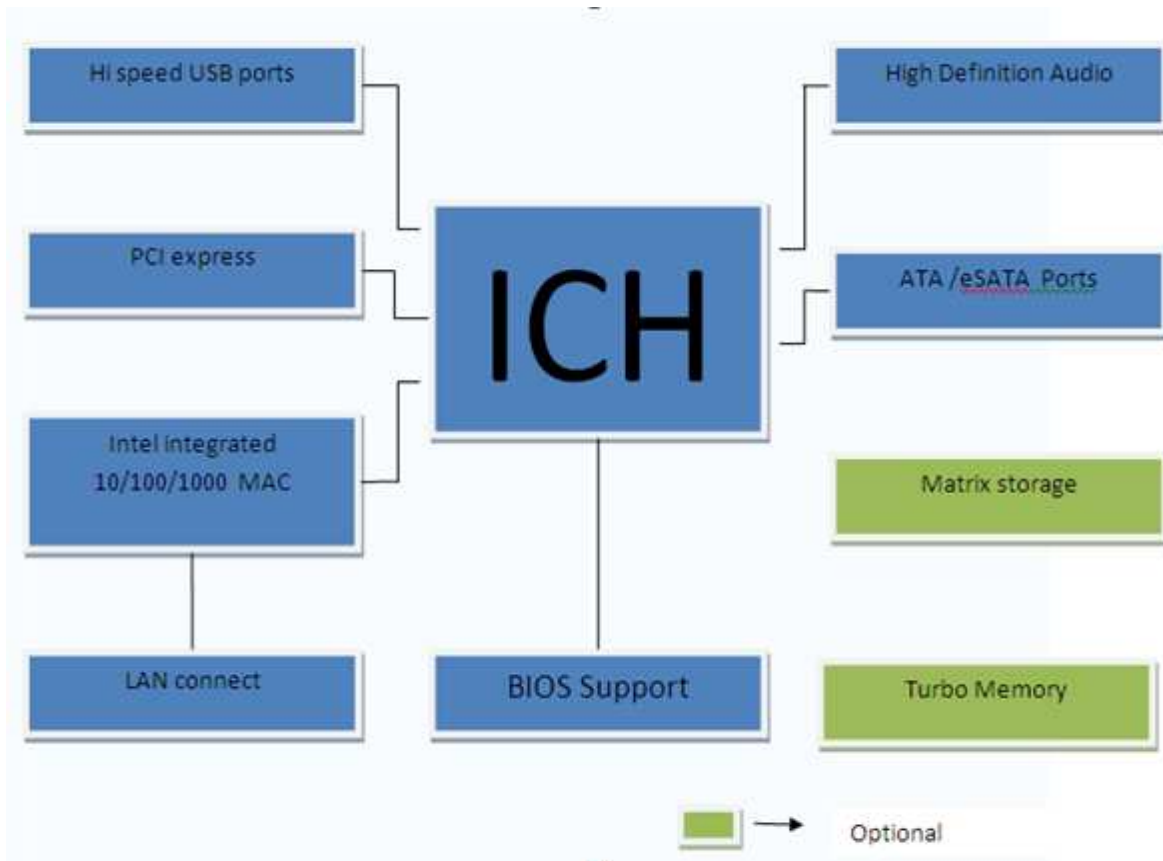 Hi speed USB ports
High Definition Audio
PCI express
ICH
ATA /eSATA Ports
Intel integrated
10/100/1000 MAC
Matrix storage
LAN connect
BIOS Support
Turbo Memory
Optional